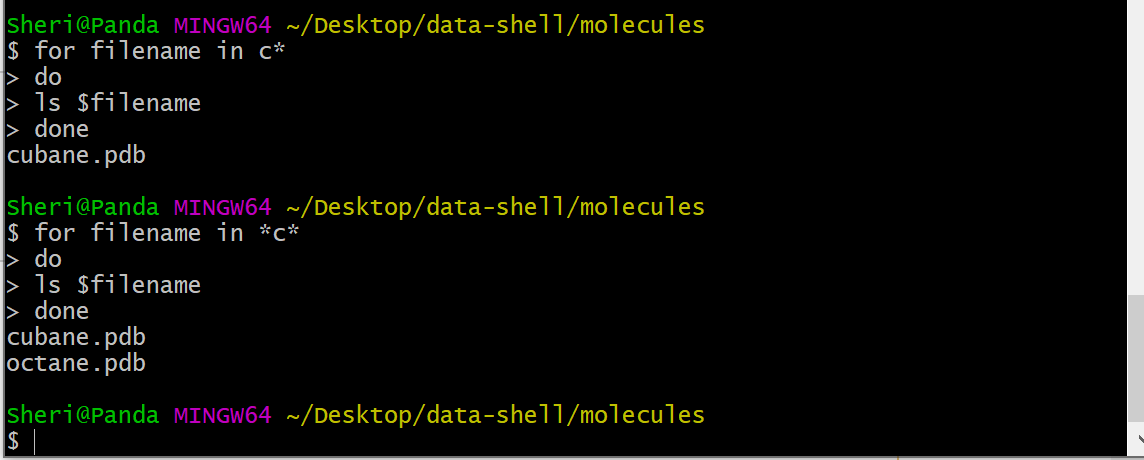 Sheri@Panda MINGW64 ~/Desktop/data-shell/molecules
$ for filename in c*
> do
> ls $filename
> done
cubane.pdb
Sheri@Panda MINGW64 ~/Desktop/data-shell/molecules
$ for filename in *c*
> do
> ls $filename
> done
cubane.pdb
octane.pdb
Sheri@Panda MINGW64 ~/Desktop/data-shell/molecules
$